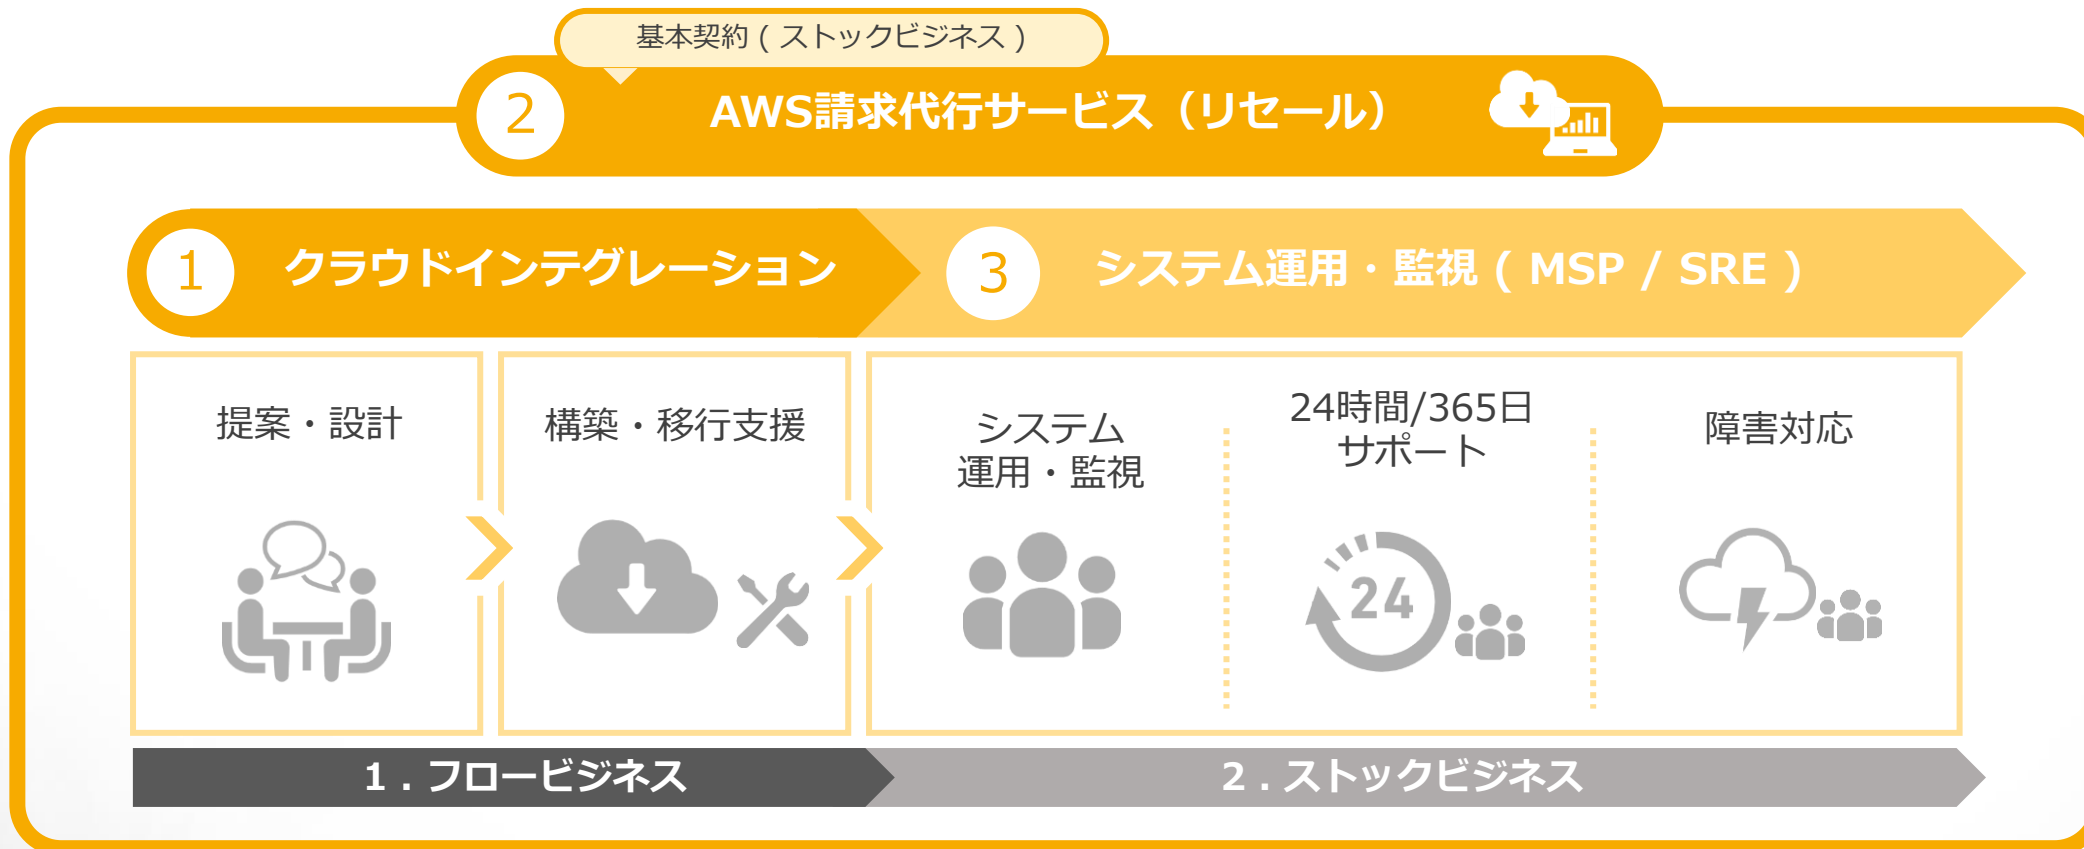 基本契約 ( ストックビジネス )
2
AWS請求代行サービス（リセール）
1
クラウドインテグレーション
3
システム運用・監視 ( MSP / SRE )
提案・設計
構築・移行支援
システム
運用・監視
24時間/365日
サポート
24
障害対応
1 . フロービジネス
2 . ストックビジネス